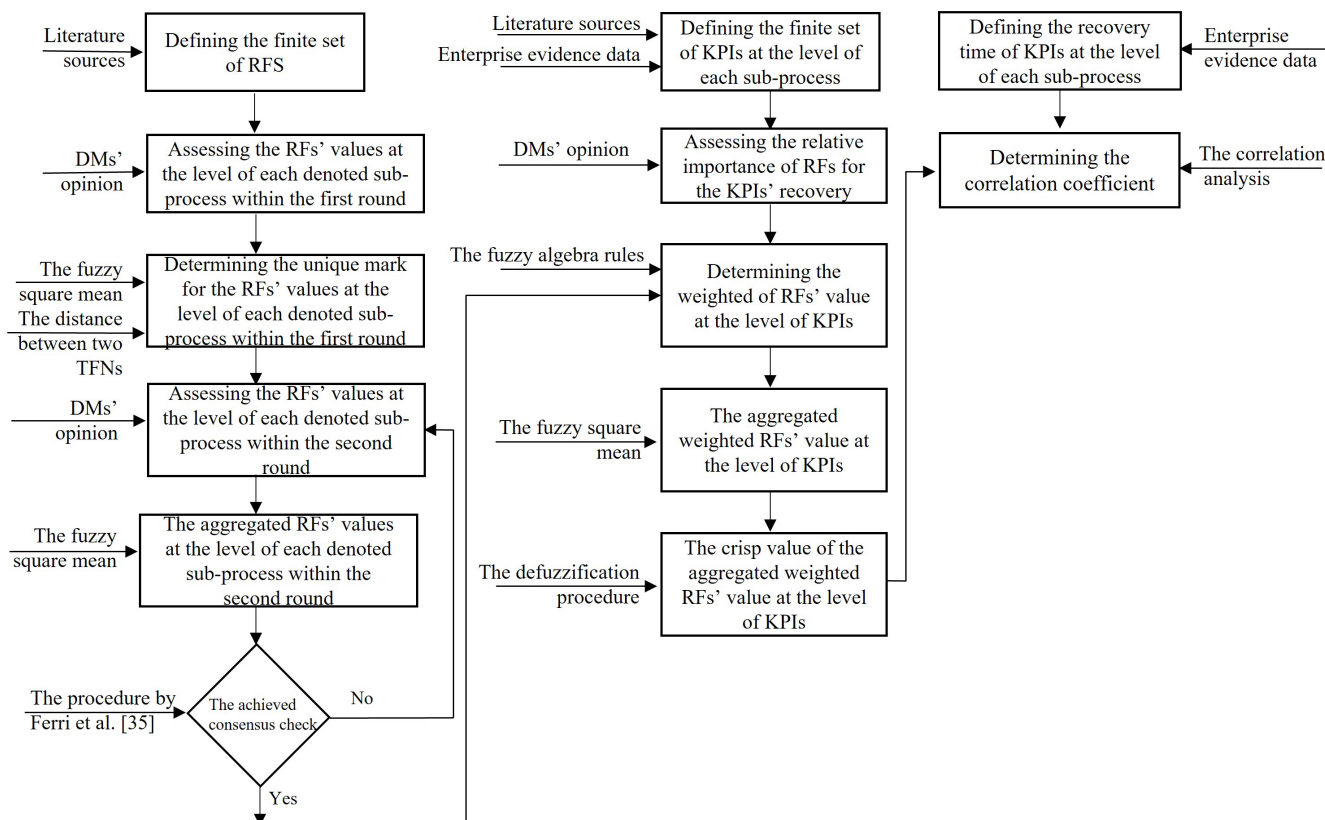 Literature
sources
Defining the finite set
of RFS
DMs'
opinion
Assessing the RFs' values at
the level of each denoted sub-
process within the first round
The fuzzy
square mean
The distance
between two
TFNs
Determining the unique mark
for the RFs' values at the
level of each denoted sub-
process within the first round
DMs'
opinion
Assessing the RFs' values at
the level of each denoted sub-
process within the second
round
The fuzzy
square mean
The aggregated RFs' values
at the level of each denoted
sub-process within the
second round
The procedure by
Ferri et al. [35]
The achieved
consensus check
No
Yes
Literature sources
Enterprise evidence data
Defining the finite set
of KPIs at the level of
each sub-process
DMs' opinion
Assessing the relative
importance of RFs for
the KPIs' recovery
The fuzzy algebra rules
Determining the
weighted of RFs' value
at the level of KPIs
The fuzzy square
mean
The aggregated
weighted RFs' value at
the level of KPIs
The defuzzification
procedure
The crisp value of the
aggregated weighted
RFs' value at the level
of KPIs
Defining the recovery
time of KPIs at the level
of each sub-process
Enterprise
evidence data
Determining the
correlation coefficient
The correlation
analysis